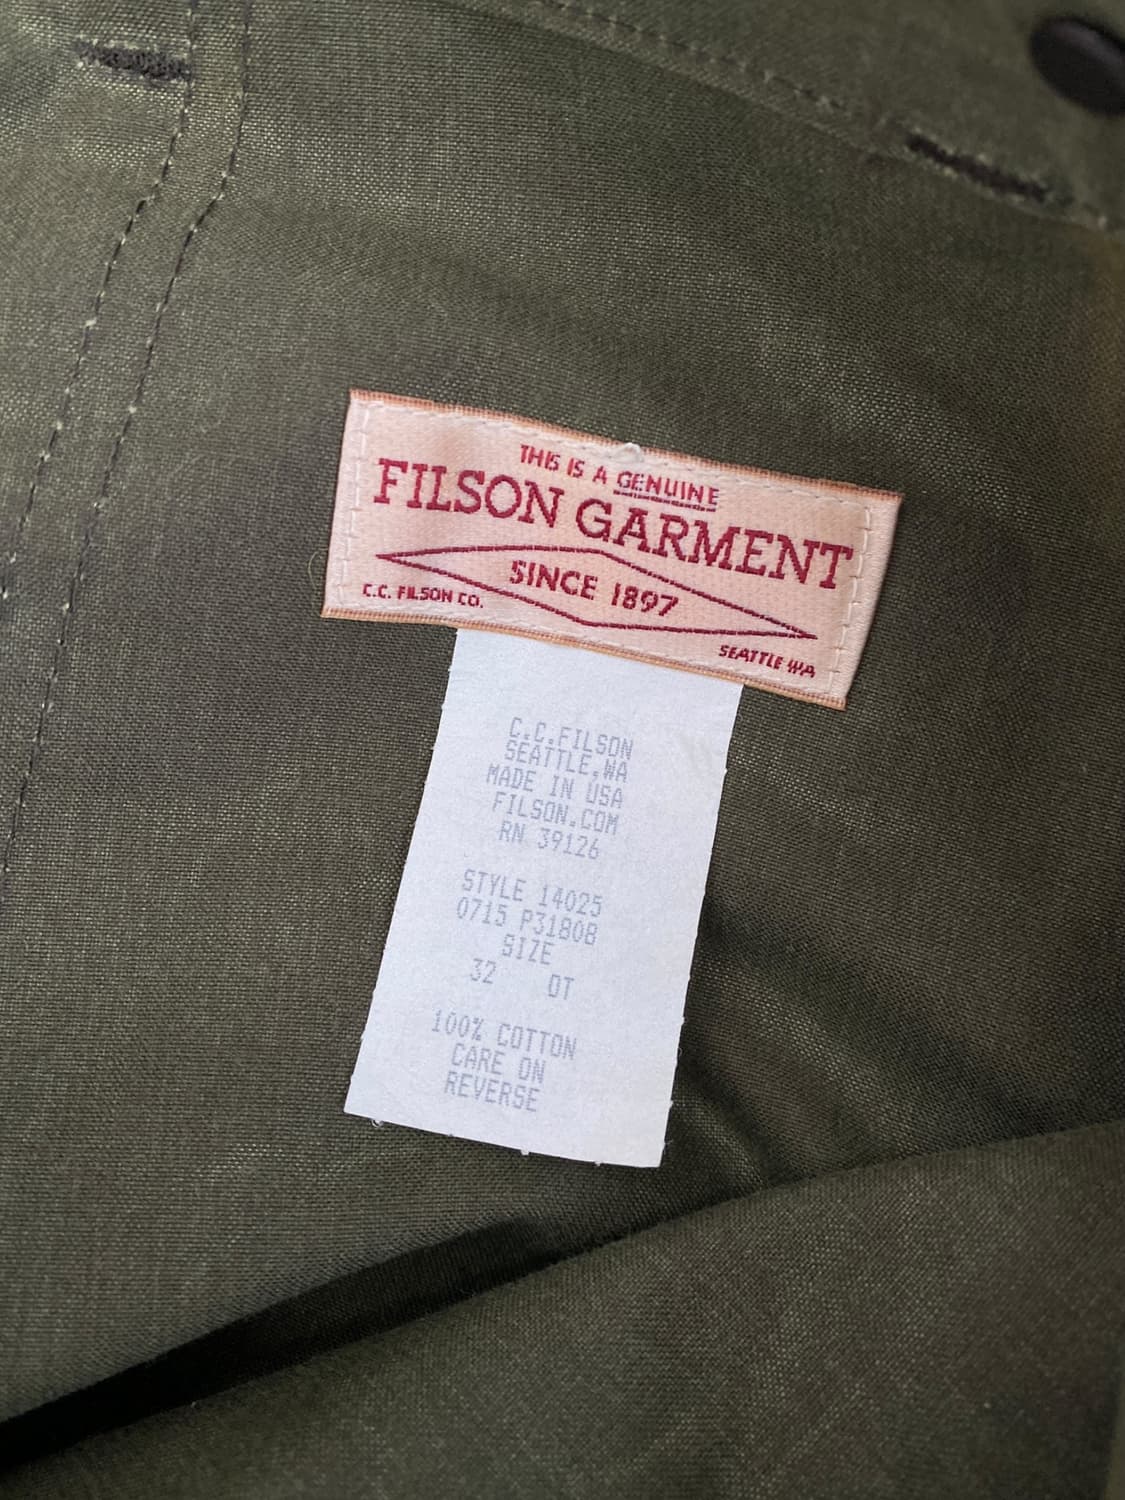 THIS IS A GENUINE
FILSON GARMENT
SINCE 1897
C.C. FILSON CO.
SEATTLE WA
C.C.FILSON
SEATTLE,WA
MADE IN USA
FILSON.COM
RN 39126
STYLE 14025
0715 P31808
SIZE
32 OT
100% COTTON
CARE ON
REVERSE